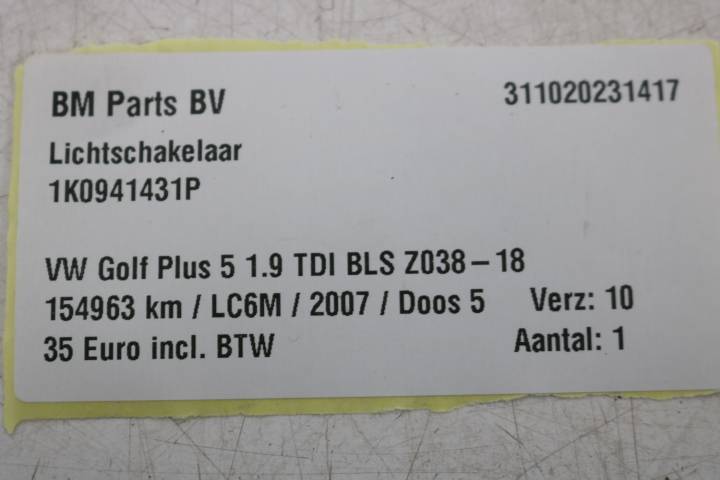 BM Parts BV 311020231417
Lichtschakelaar
1K0941431P
VW Golf Plus 5 1.9 TDI BLS Z038-18
154963 km / LC6M / 2007 / Doos 5 Verz: 10
35 Euro incl. BTW Aantal: 1